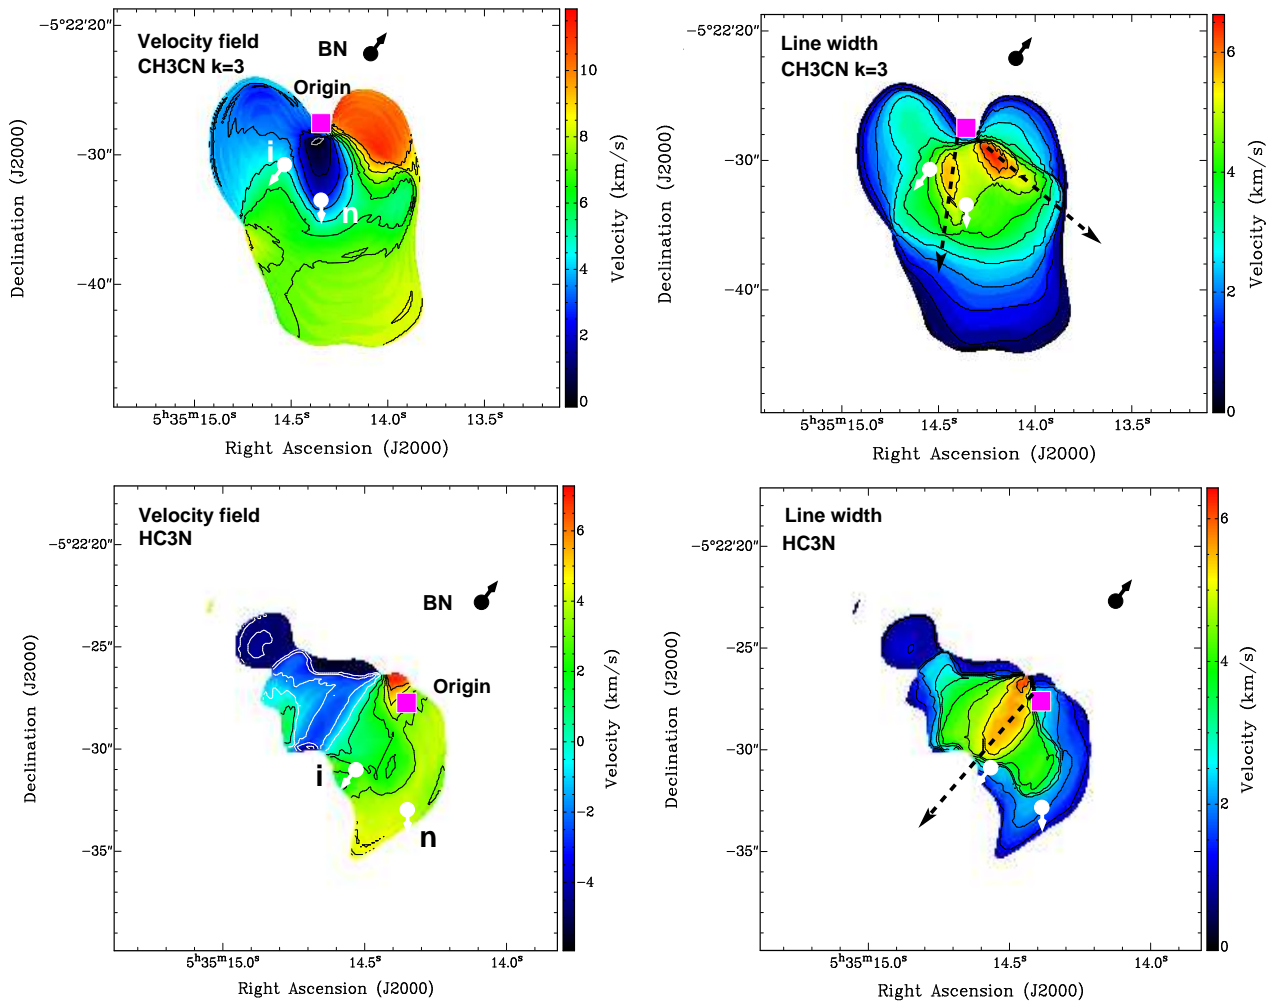 Velocity field
CH3CN k=3
BN
Origin
i
n
−5°22′20″
−30″
−40″
5ʰ35ᵐ15.0ˢ
14.5ˢ
14.0ˢ
13.5ˢ
Right Ascension (J2000)
Declination (J2000)
10
8
6
4
2
0
Velocity (km/s)
Line width
CH3CN k=3
−5°22′20″
−30″
−40″
5ʰ35ᵐ15.0ˢ
14.5ˢ
14.0ˢ
13.5ˢ
Right Ascension (J2000)
Declination (J2000)
6
4
2
0
Velocity (km/s)
Velocity field
HC3N
BN
Origin
i
n
−5°22′20″
−25″
−30″
−35″
5ʰ35ᵐ15.0ˢ
14.5ˢ
14.0ˢ
Right Ascension (J2000)
Declination (J2000)
6
4
2
0
−2
−4
Velocity (km/s)
Line width
HC3N
−5°22′20″
−25″
−30″
−35″
5ʰ35ᵐ15.0ˢ
14.5ˢ
14.0ˢ
Right Ascension (J2000)
Declination (J2000)
6
4
2
0
Velocity (km/s)